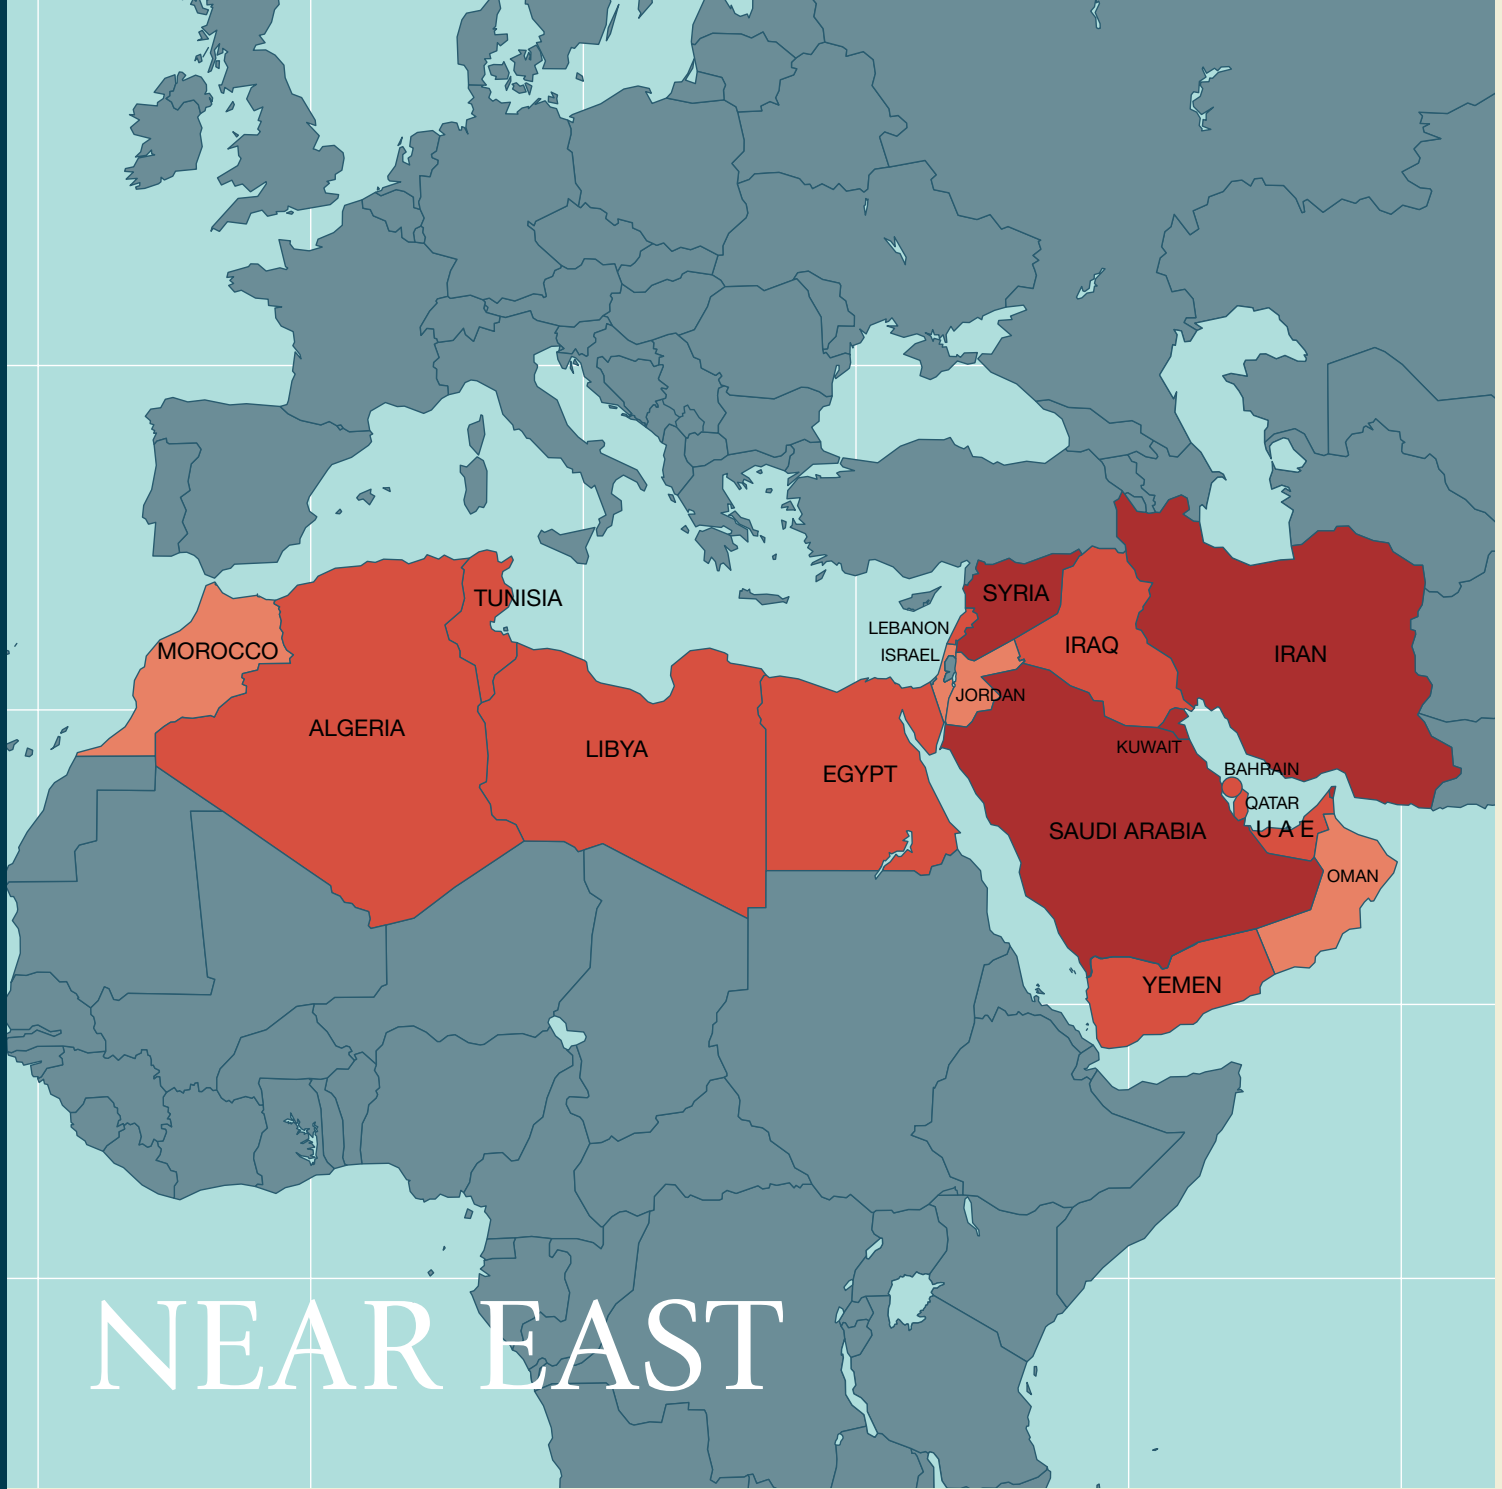 TUNISIA
SYRIA
LEBANON
IRAQ
MOROCCO
ISRAEL
IRAN
JORDAN
ALGERIA
LIBYA
KUWAIT
EGYPT
BAHRAIN
QATAR
SAUDI ARABIA
U A E
OMAN
YEMEN
NEAR EAST